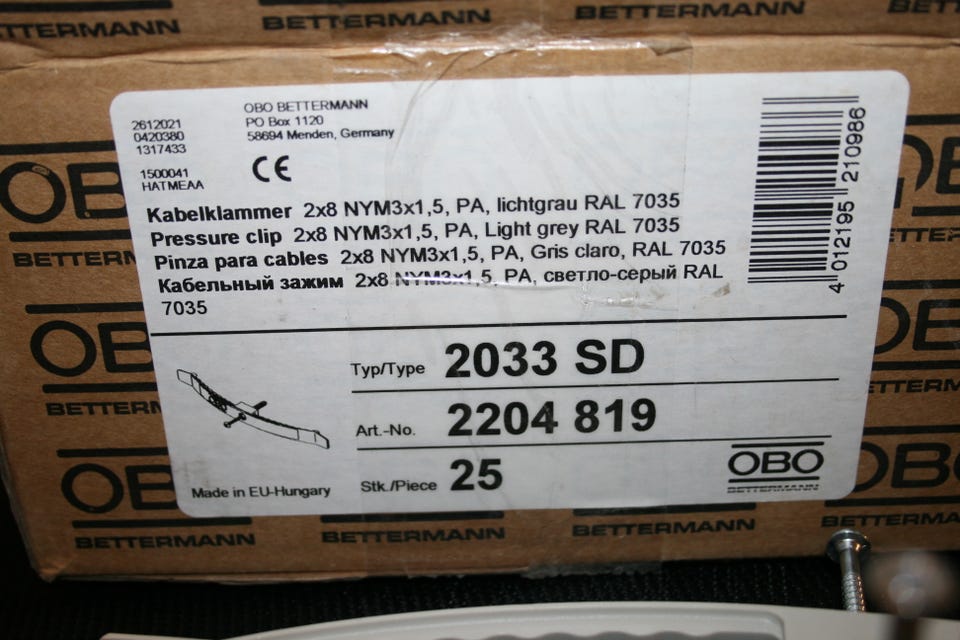 BETTERMANN
BETTERMANN
BETTERMANN
2612021
0420380
1317433
1500041
HATMEAA
OBO BETTERMANN
PO Box 1120
58694 Menden, Germany
CE
Kabelklammer 2x8 NYM3x1,5, PA, lichtgrau RAL 7035
Pressure clip 2x8 NYM3x1,5, PA, Light grey RAL 7035
Pinza para cables 2x8 NYM3x1,5, PA, Gris claro, RAL 7035
Кабельный зажим 2x8 NYM3x1,5, PA, светло-серый RAL
7035
4 012195 210986
Typ/Type 2033 SD
Art.-No. 2204 819
Stk./Piece 25
Made in EU-Hungary
OBO
BETTERMANN
BETTERMANN
BETTERMANN
BETTERMANN